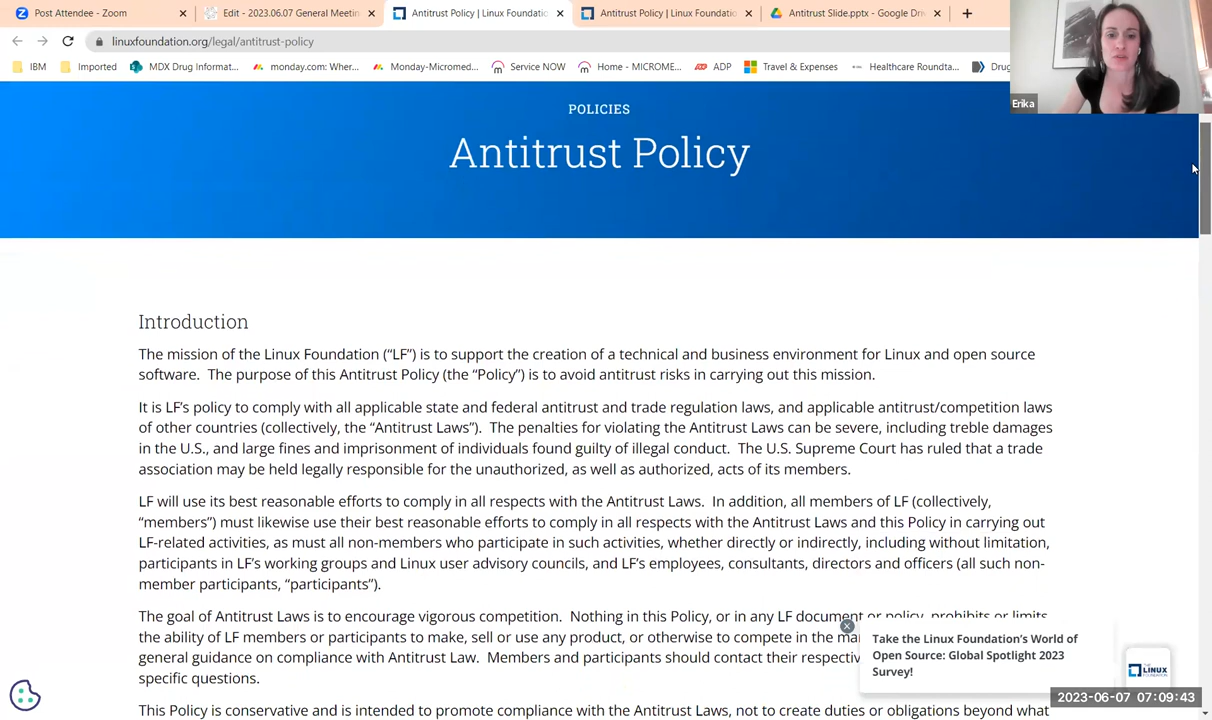 Post Attendee - Zoom
Edit - 2023.06.07 General Meetin
Antitrust Policy | Linux Foundatio
Antitrust Policy | Linux Foundatio
Antitrust Slide.pptx - Google Dri
linuxfoundation.org/legal/antitrust-policy
IBM
Imported
MDX Drug Informat...
monday.com: Wher...
Monday-Micromed...
Service NOW
Home - MICROME...
ADP
Travel & Expenses
Healthcare Roundta...
Drug
Erika
POLICIES
Antitrust Policy
Introduction
The mission of the Linux Foundation (“LF”) is to support the creation of a technical and business environment for Linux and open source
software.  The purpose of this Antitrust Policy (the “Policy”) is to avoid antitrust risks in carrying out this mission.
It is LF’s policy to comply with all applicable state and federal antitrust and trade regulation laws, and applicable antitrust/competition laws
of other countries (collectively, the “Antitrust Laws”).  The penalties for violating the Antitrust Laws can be severe, including treble damages
in the U.S., and large fines and imprisonment of individuals found guilty of illegal conduct.  The U.S. Supreme Court has ruled that a trade
association may be held legally responsible for the unauthorized, as well as authorized, acts of its members.
LF will use its best reasonable efforts to comply in all respects with the Antitrust Laws.  In addition, all members of LF (collectively,
“members”) must likewise use their best reasonable efforts to comply in all respects with the Antitrust Laws and this Policy in carrying out
LF-related activities, as must all non-members who participate in such activities, whether directly or indirectly, including without limitation,
participants in LF’s working groups and Linux user advisory councils, and LF’s employees, consultants, directors and officers (all such non-
member participants, “participants”).
The goal of Antitrust Laws is to encourage vigorous competition.  Nothing in this Policy, or in any LF document or policy, prohibits or limits
the ability of LF members or participants to make, sell or use any product, or otherwise to compete in the ma
general guidance on compliance with Antitrust Law.  Members and participants should contact their respectiv
specific questions.
This Policy is conservative and is intended to promote compliance with the Antitrust Laws, not to create duties or obligations beyond what
Take the Linux Foundation’s World of
Open Source: Global Spotlight 2023
Survey!
LINUX
2023-06-07 07:09:43